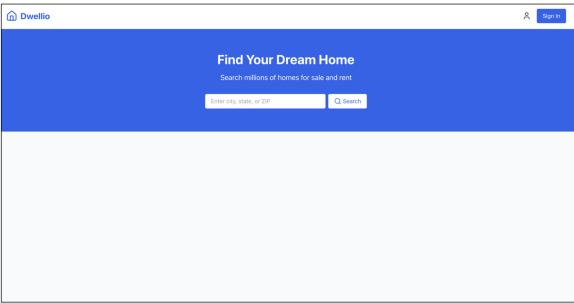 Dwellio
Sign In
Find Your Dream Home
Search millions of homes for sale and rent
Enter city, state, or ZIP
Search